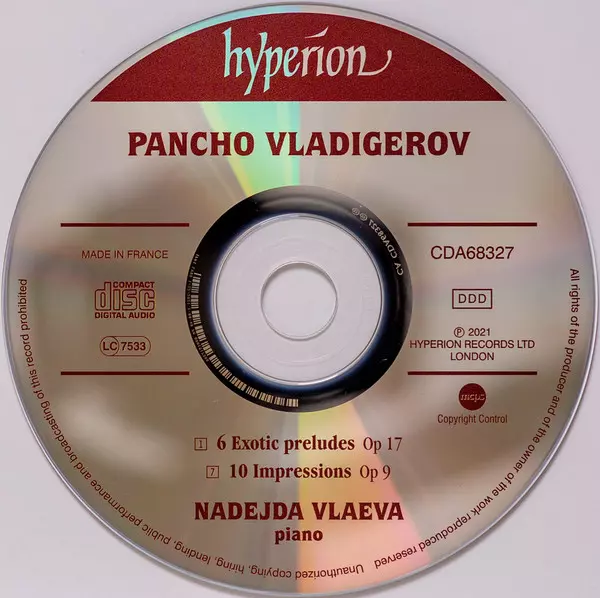 hyperion
PANCHO VLADIGEROV
MADE IN FRANCE
CDA68327
COMPACT
disc
DIGITAL AUDIO
DDD
LC 7533
℗ 2021
HYPERION RECORDS LTD
LONDON
mcps
Copyright Control
1 6 Exotic preludes Op 17
7 10 Impressions Op 9
NADEJDA VLAEVA
piano
All rights of the producer and of the owner of the work reproduced reserved
Unauthorized copying, hiring, lending, public performance and broadcasting of this record prohibited
CA CDA68327